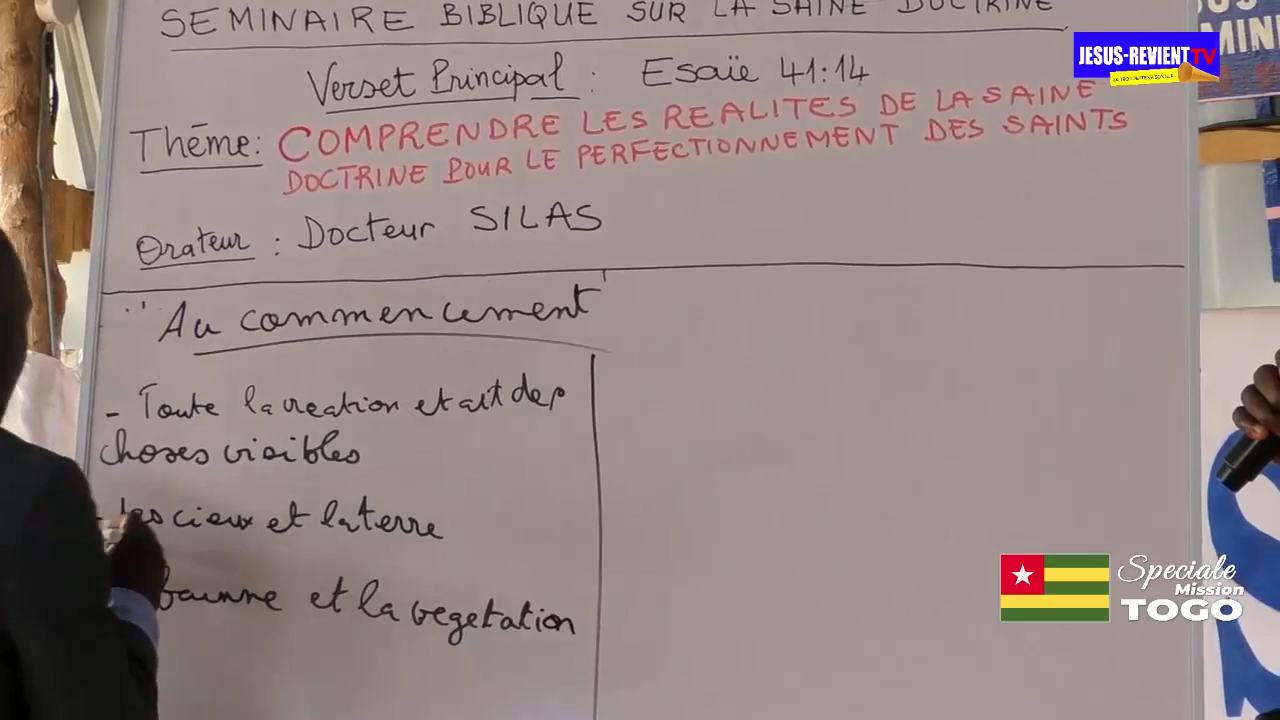 SEMINAIRE BIBLIQUE SUR LA SAINE DOCTRINE
Verset Principal : Esaïe 41:14
Thème: COMPRENDRE LES REALITES DE LA SAINE
DOCTRINE POUR LE PERFECTIONNEMENT DES SAINTS
Orateur : Docteur SILAS
Au commencement
- Toute la creation etait des
choses visibles
- Les cieux et la terre
faunne et la vegetation
JESUS-REVIENT TV
Speciale
Mission
TOGO